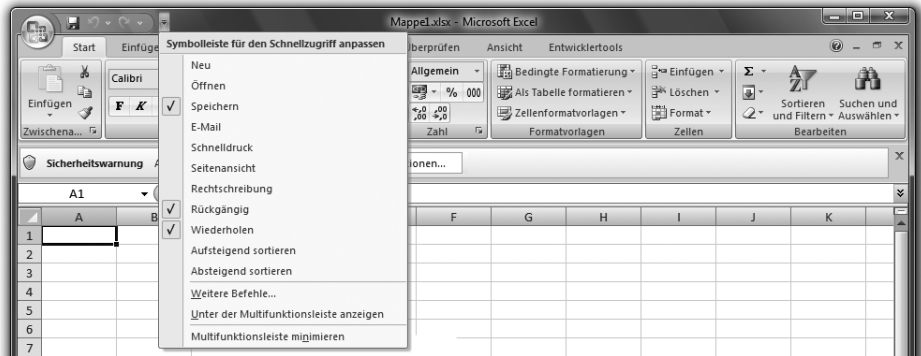 Mappe1.xlsx - Microsoft Excel
Start
Einfüge
Überprüfen
Ansicht
Entwicklertools
Symbolleiste für den Schnellzugriff anpassen
Neu
Öffnen
Speichern
E-Mail
Schnelldruck
Seitenansicht
Rechtschreibung
Rückgängig
Wiederholen
Aufsteigend sortieren
Absteigend sortieren
Weitere Befehle...
Unter der Multifunktionsleiste anzeigen
Multifunktionsleiste minimieren
Einfügen
Zwischena...
Calibri
F K
Allgemein
% 000
Zahl
Bedingte Formatierung
Als Tabelle formatieren
Zellenformatvorlagen
Formatvorlagen
Einfügen
Löschen
Format
Zellen
Σ
Sortieren
und Filtern
Suchen und
Auswählen
Bearbeiten
Sicherheitswarnung
ionen...
A1
A B F G H I J K
1
2
3
4
5
6
7